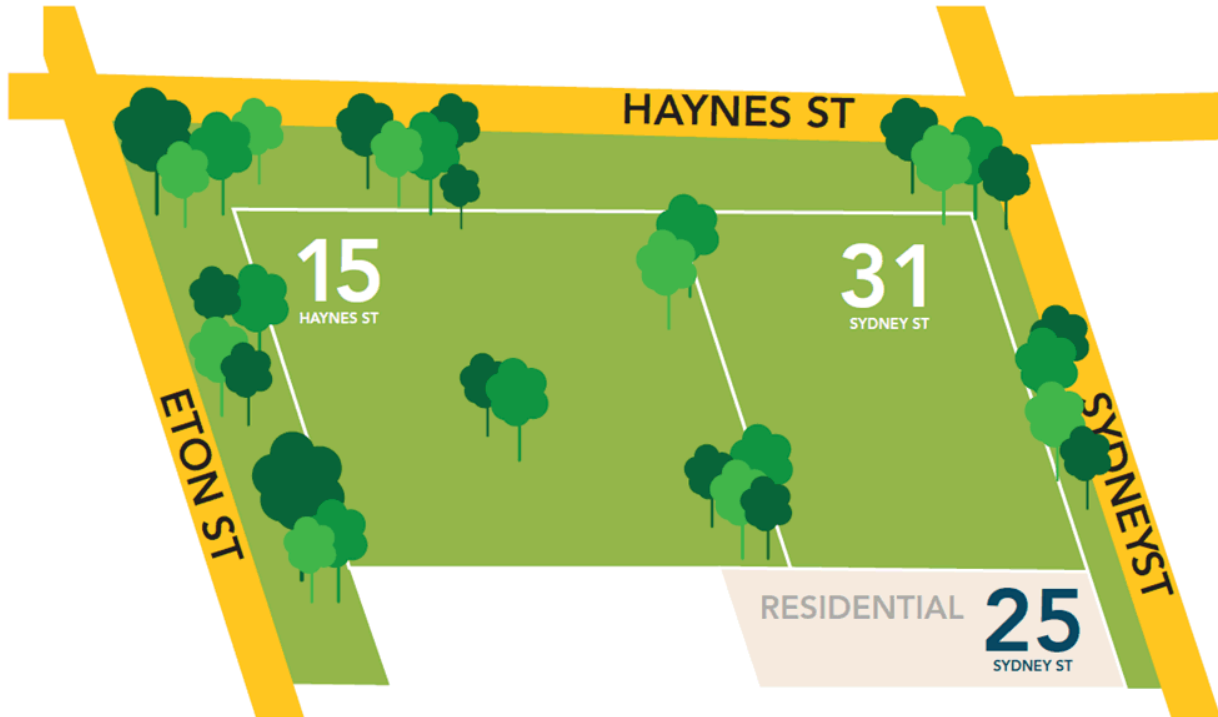 HAYNES ST
15
HAYNES ST
31
SYDNEY ST
ETON ST
SYDNEYST
RESIDENTIAL
25
SYDNEY ST